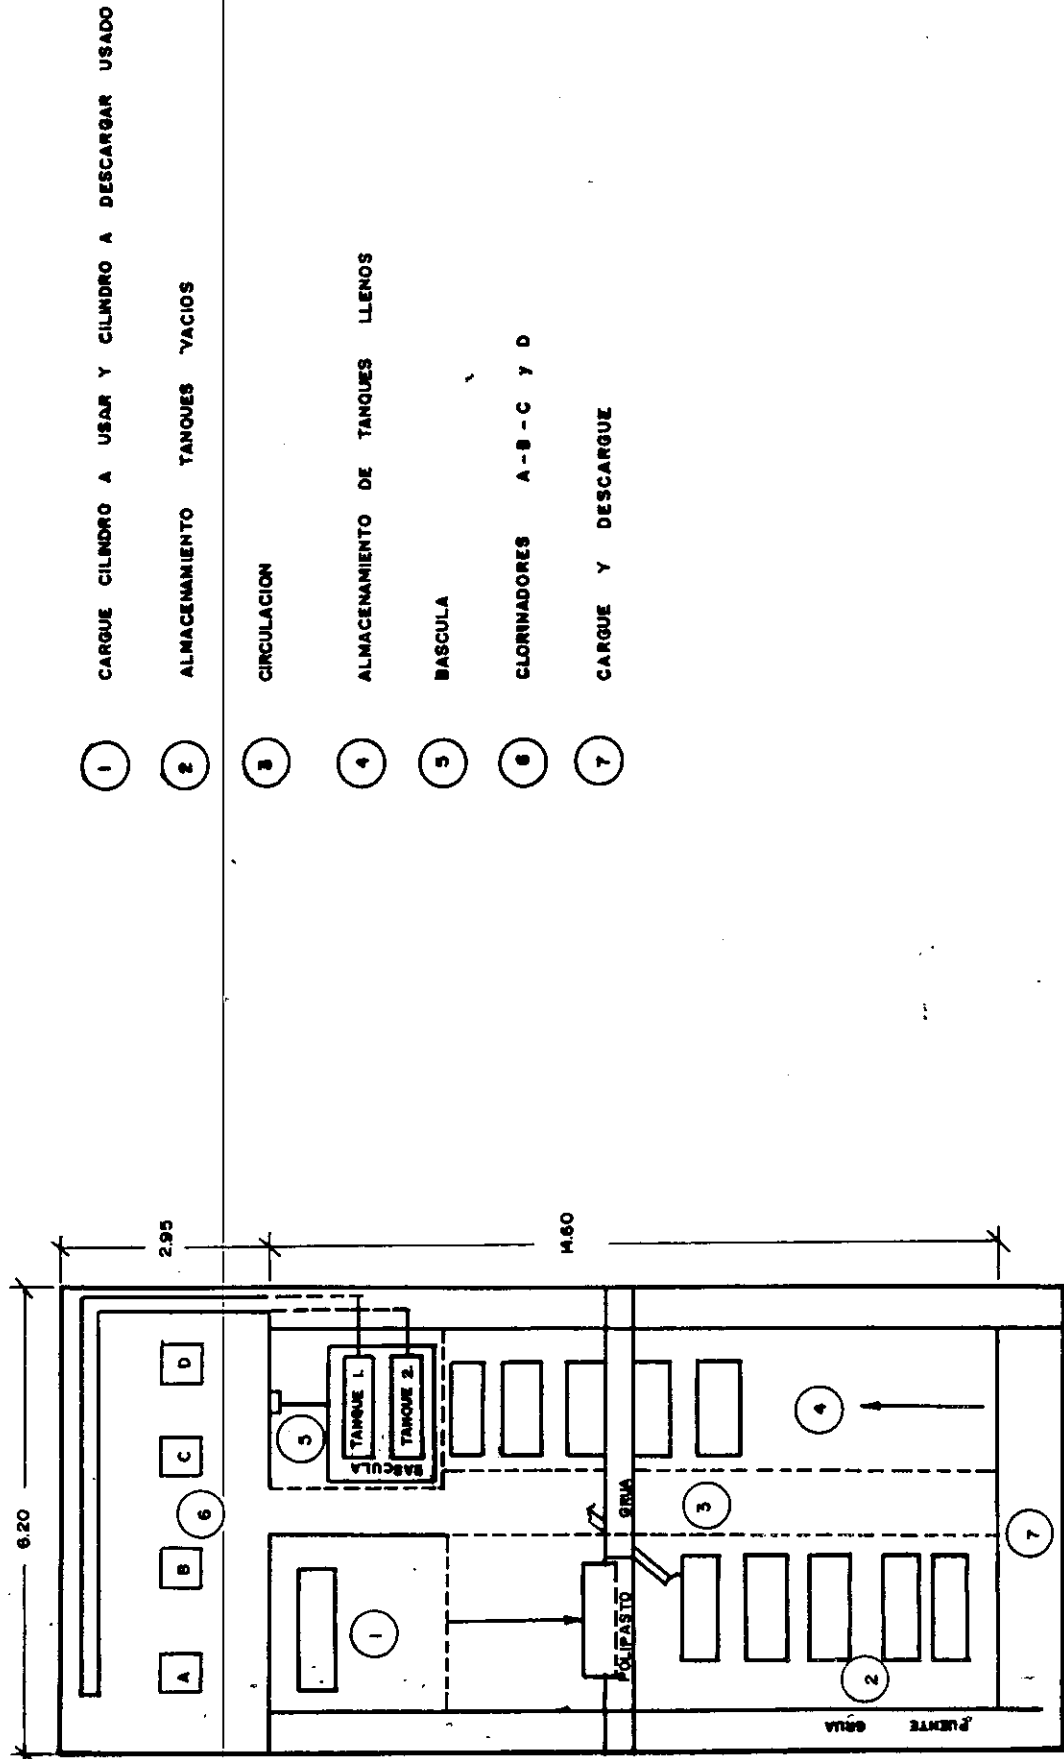 1 CARGUE CILINDRO A USAR Y CILINDRO A DESCARGAR USADO
2 ALMACENAMIENTO TANQUES VACIOS
3 CIRCULACION
4 ALMACENAMIENTO DE TANQUES LLENOS
5 BASCULA
6 CLORINADORES A-B-C y D
7 CARGUE Y DESCARGUE
6.20
2.95
14.60
A
B
C
D
6
5
TANQUE 1.
TANQUE 2.
BASCULA
1
POLIPASTO
GRUA
3
4
2
PUENTE GRUA
7